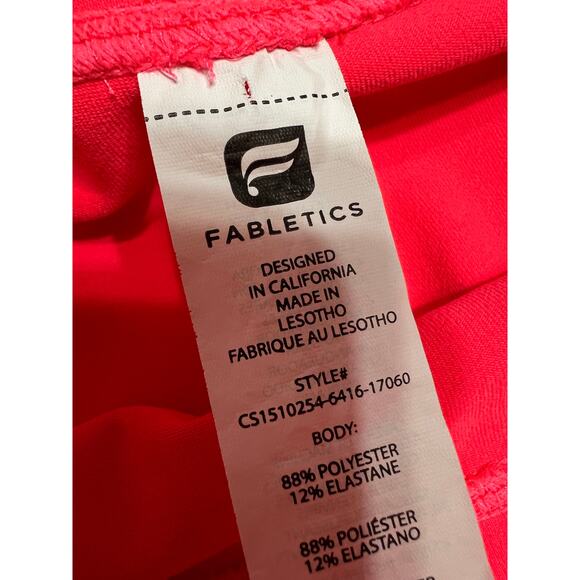 FABLETICS
DESIGNED
IN CALIFORNIA
MADE IN
LESOTHO
FABRIQUE AU LESOTHO
STYLE#
CS1510254-6416-17060
BODY:
88% POLYESTER
12% ELASTANE
88% POLIÉSTER
12% ELASTANO